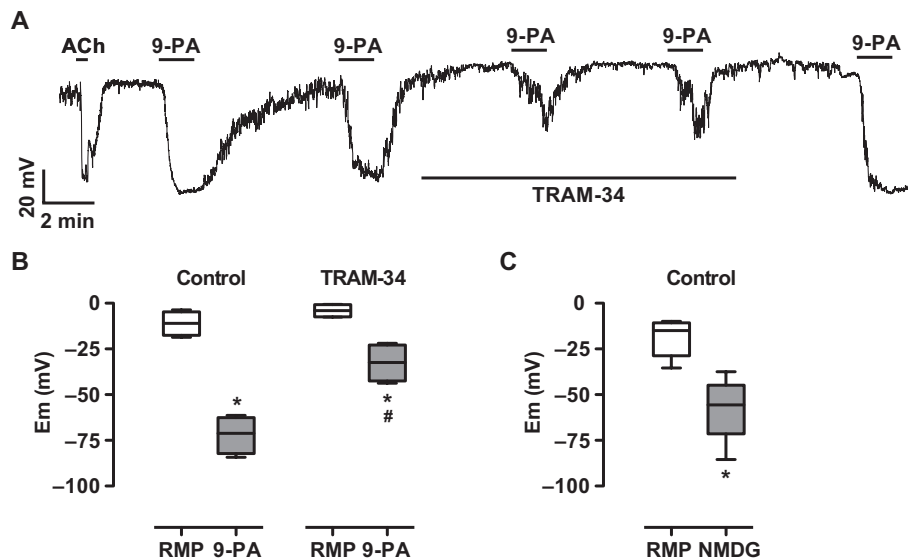 A
ACh 9-PA 9-PA 9-PA 9-PA 9-PA
20 mV
2 min
TRAM-34
B
Control TRAM-34
Em (mV)
0
–25
–50
–75
–100
*
*
#
RMP 9-PA RMP 9-PA
C
Control
Em (mV)
0
–25
–50
–75
–100
*
RMP NMDG